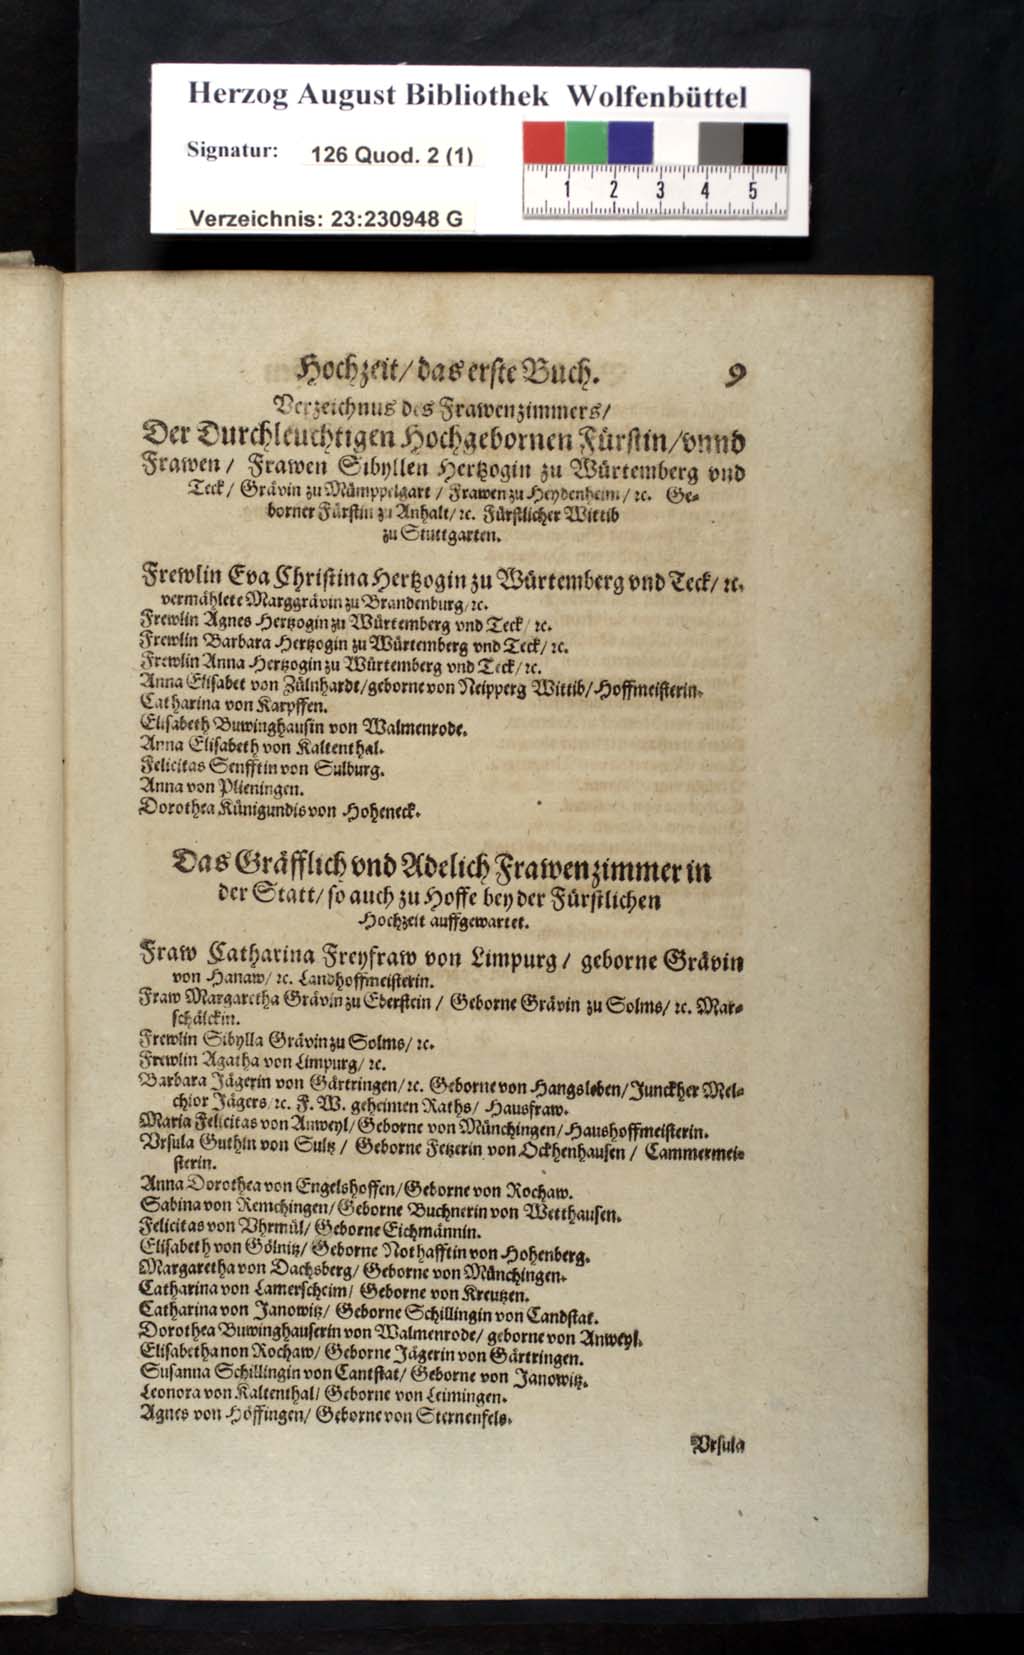 Herzog August Bibliothek Wolfenbüttel
Signatur: 126 Quod. 2 (1)
1 2 3 4 5
Verzeichnis: 23:230948 G
Hochzeit/ das erste Buch. 9
Verzeichnus des Frawenzimmers/
Der Durchleuchtigen Hochgebornen Fürstin/ vnnd
Frawen/ Frawen Sibyllen Hertzogin zu Würtemberg vnd
Teck/ Grävin zu Mümppelgart/ Frawen zu Heydenheim/ ꝛc. Ge-
borner Fürstin zu Anhalt/ ꝛc. Fürstlicher Wittib
zu Stuttgarten.
Frewlin Eva Christina Hertzogin zu Würtemberg vnd Teck/ ꝛc.
vermählete Marggrävin zu Brandenburg/ ꝛc.
Frewlin Agnes Hertzogin zu Würtemberg vnd Teck/ ꝛc.
Frewlin Barbara Hertzogin zu Würtemberg vnd Teck/ ꝛc.
Frewlin Anna Hertzogin zu Würtemberg vnd Teck/ ꝛc.
Anna Elisabet von Zülnhardt/ geborne von Neipperg Wittib/ Hoffmeisterin.
Catharina von Karpffen.
Elisabeth Buwinghausin von Walmenrode.
Anna Elisabeth von Kaltenthal.
Felicitas Senfftin von Sulburg.
Anna von Plieningen.
Dorothea Künigundis von Hoheneck.
Das Gräfflich vnd Adelich Frawenzimmer in
der Statt/ so auch zu Hoffe bey der Fürstlichen
Hochzeit auffgewartet.
Fraw Catharina Freyfraw von Limpurg/ geborne Grävin
von Hanaw/ ꝛc. Landhoffmeisterin.
Fraw Margaretha Grävin zu Eberstein/ Geborne Grävin zu Solms/ ꝛc. Mar-
schälckin.
Frewlin Sibylla Grävin zu Solms/ ꝛc.
Frewlin Agatha von Limpurg/ ꝛc.
Barbara Jägerin von Gärtringen/ ꝛc. Geborne von Hangsleben/ Junckher Mel-
chior Jägers/ ꝛc. F. W. geheimen Raths/ Hausfraw.
Maria Felicitas von Anweyl/ Geborne von Münchingen/ Haushoffmeisterin.
Vrsula Guthin von Sultz/ Geborne Fetzerin von Ockhenhausen/ Cammermei-
sterin.
Anna Dorothea von Engelshoffen/ Geborne von Rochaw.
Sabina von Remchingen/ Geborne Buchnerin von Wetthausen.
Felicitas von Vhrmül/ Geborne Eichmännin.
Elisabeth von Gölnitz/ Geborne Nothafftin von Hohenberg.
Margaretha von Dachsberg/ Geborne von Münchingen.
Catharina von Lamerscheim/ Geborne von Kreutzen.
Catharina von Janowitz/ Geborne Schillingin von Candstat.
Dorothea Buwinghauserin von Walmenrode/ geborne von Anweyl.
Elisabetha non Rochaw/ Geborne Jägerin von Gärtringen.
Susanna Schillingin von Cantstat/ Geborne von Janowitz.
Leonora von Kaltenthal/ Geborne von Leimingen.
Agnes von Höffingen/ Geborne von Sternenfels.
Vrsula